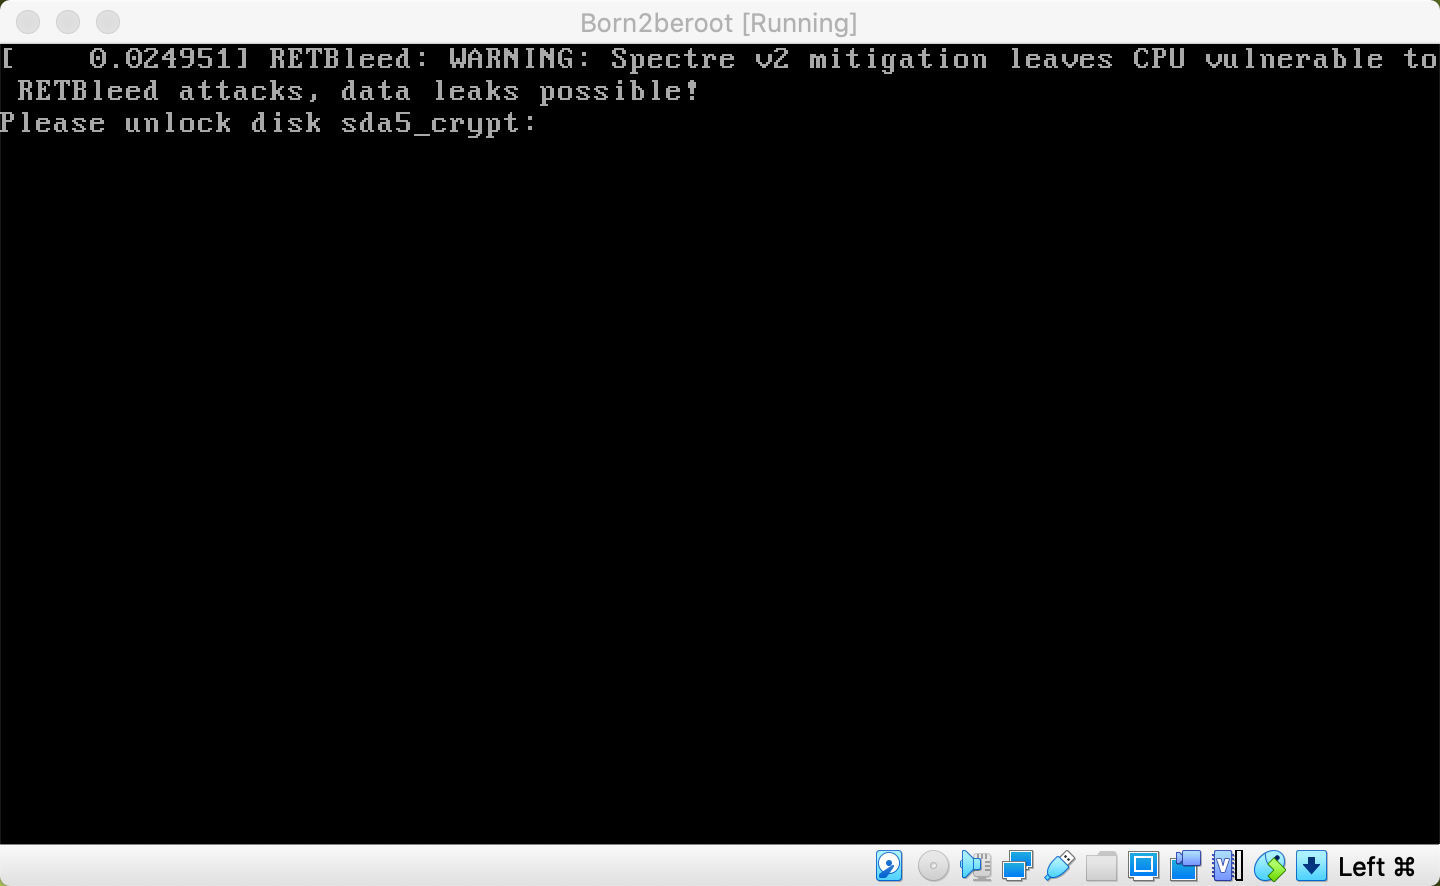 Born2beroot [Running]
[    0.024951] RETBleed: WARNING: Spectre v2 mitigation leaves CPU vulnerable to
 RETBleed attacks, data leaks possible!
Please unlock disk sda5_crypt:
V
Left ⌘